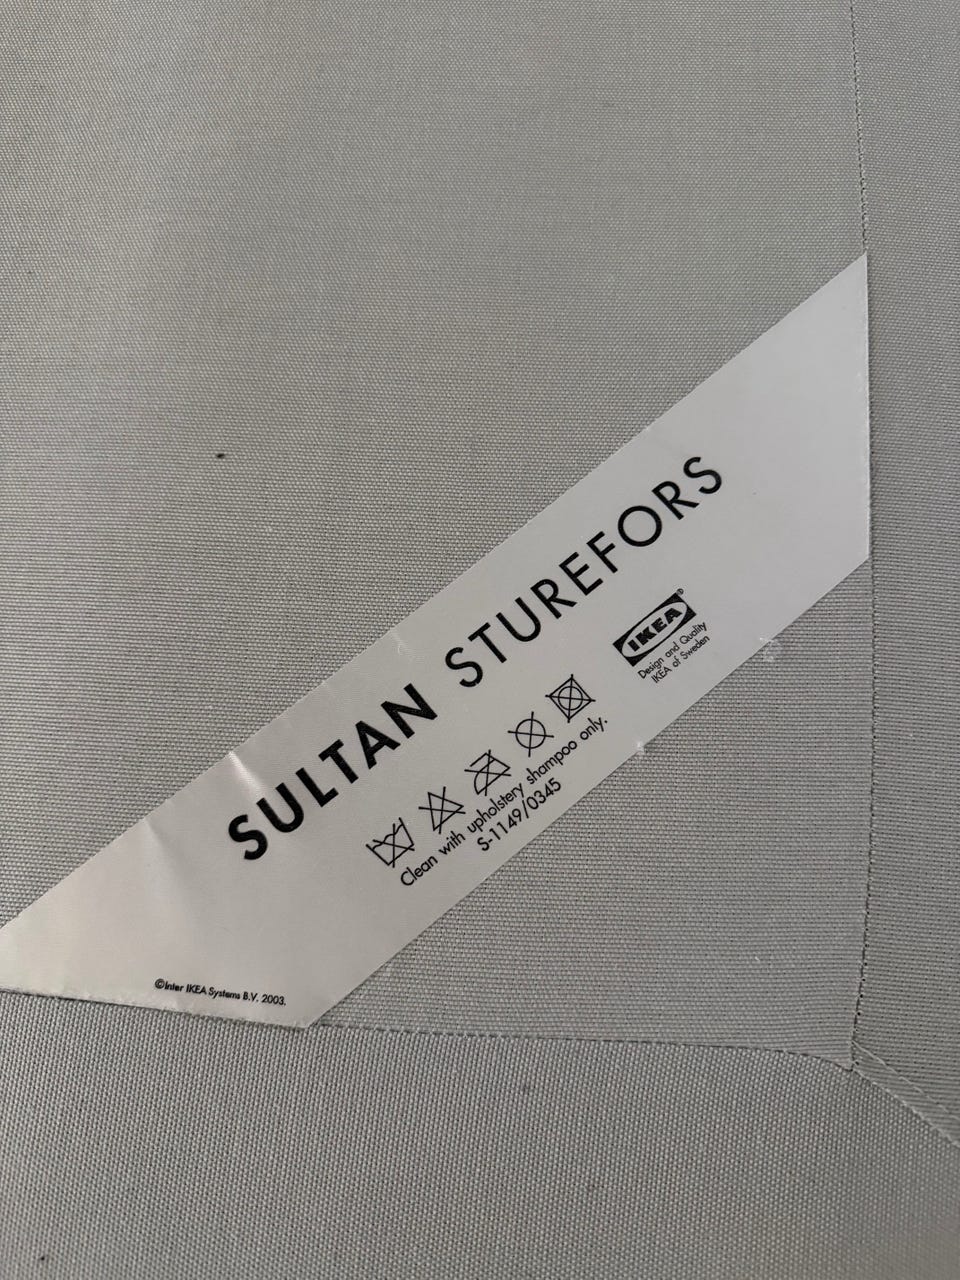 SULTAN STUREFORS
IKEA®
Design and Quality
IKEA of Sweden
Clean with upholstery shampoo only.
S-1149/0345
©Inter IKEA Systems B.V. 2003.